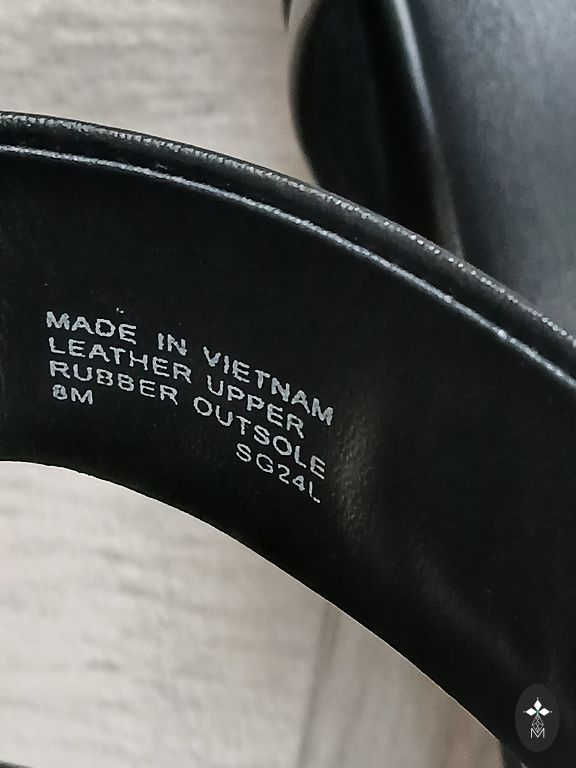 MADE IN VIETNAM
LEATHER UPPER
RUBBER OUTSOLE
8M
SG24L
M